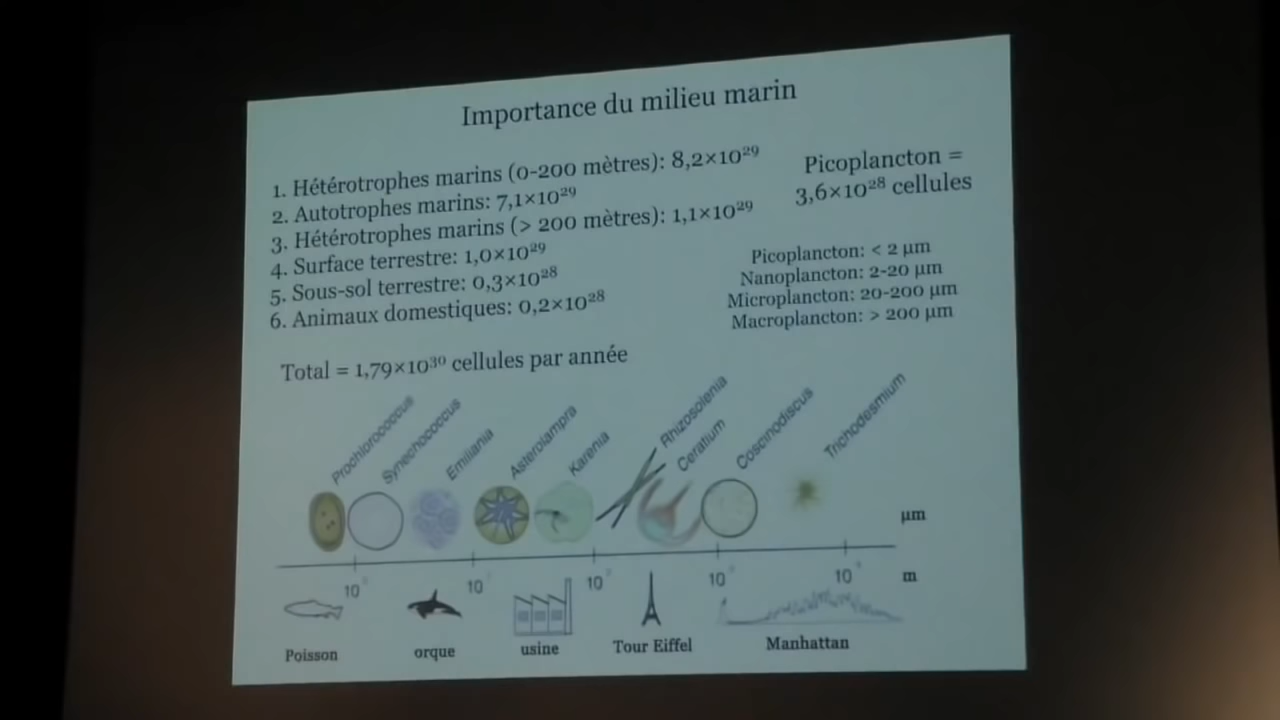 Importance du milieu marin
1. Hétérotrophes marins (0-200 mètres): 8,2×10²⁹
2. Autotrophes marins: 7,1×10²⁹
3. Hétérotrophes marins (> 200 mètres): 1,1×10²⁹
4. Surface terrestre: 1,0×10²⁹
5. Sous-sol terrestre: 0,3×10²⁸
6. Animaux domestiques: 0,2×10²⁸
Total = 1,79×10³⁰ cellules par année
Picoplancton =
3,6×10²⁸ cellules
Picoplancton: < 2 µm
Nanoplancton: 2-20 µm
Microplancton: 20-200 µm
Macroplancton: > 200 µm
Prochlorococcus
Synechococcus
Emiliania
Asterolampra
Karenia
Rhizosolenia
Ceratium
Coscinodiscus
Trichodesmium
µm
10 10 10 10 10
m
Poisson
orque
usine
Tour Eiffel
Manhattan